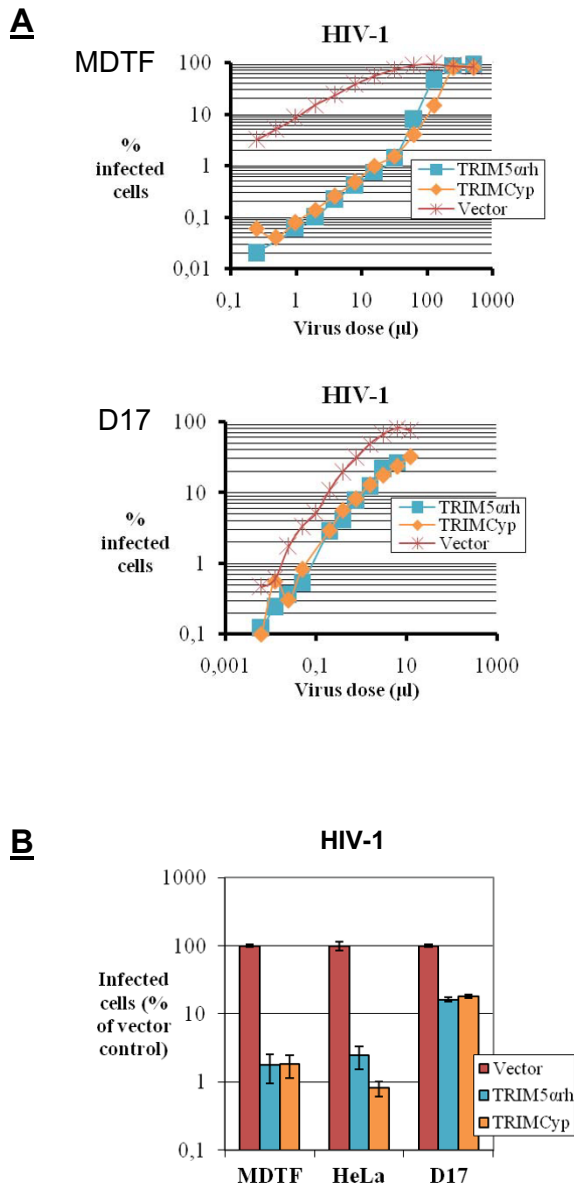 A
MDTF
HIV-1
100
10
1
0,1
0,01
%
infected
cells
TRIM5αrh
TRIMCyp
Vector
0,1
1
10
100
1000
Virus dose (µl)
D17
HIV-1
100
10
1
0,1
%
infected
cells
TRIM5αrh
TRIMCyp
Vector
0,001
0,1
10
1000
Virus dose (µl)
B
HIV-1
1000
100
10
1
0,1
Infected
cells (%
of vector
control)
Vector
TRIM5αrh
TRIMCyp
MDTF
HeLa
D17